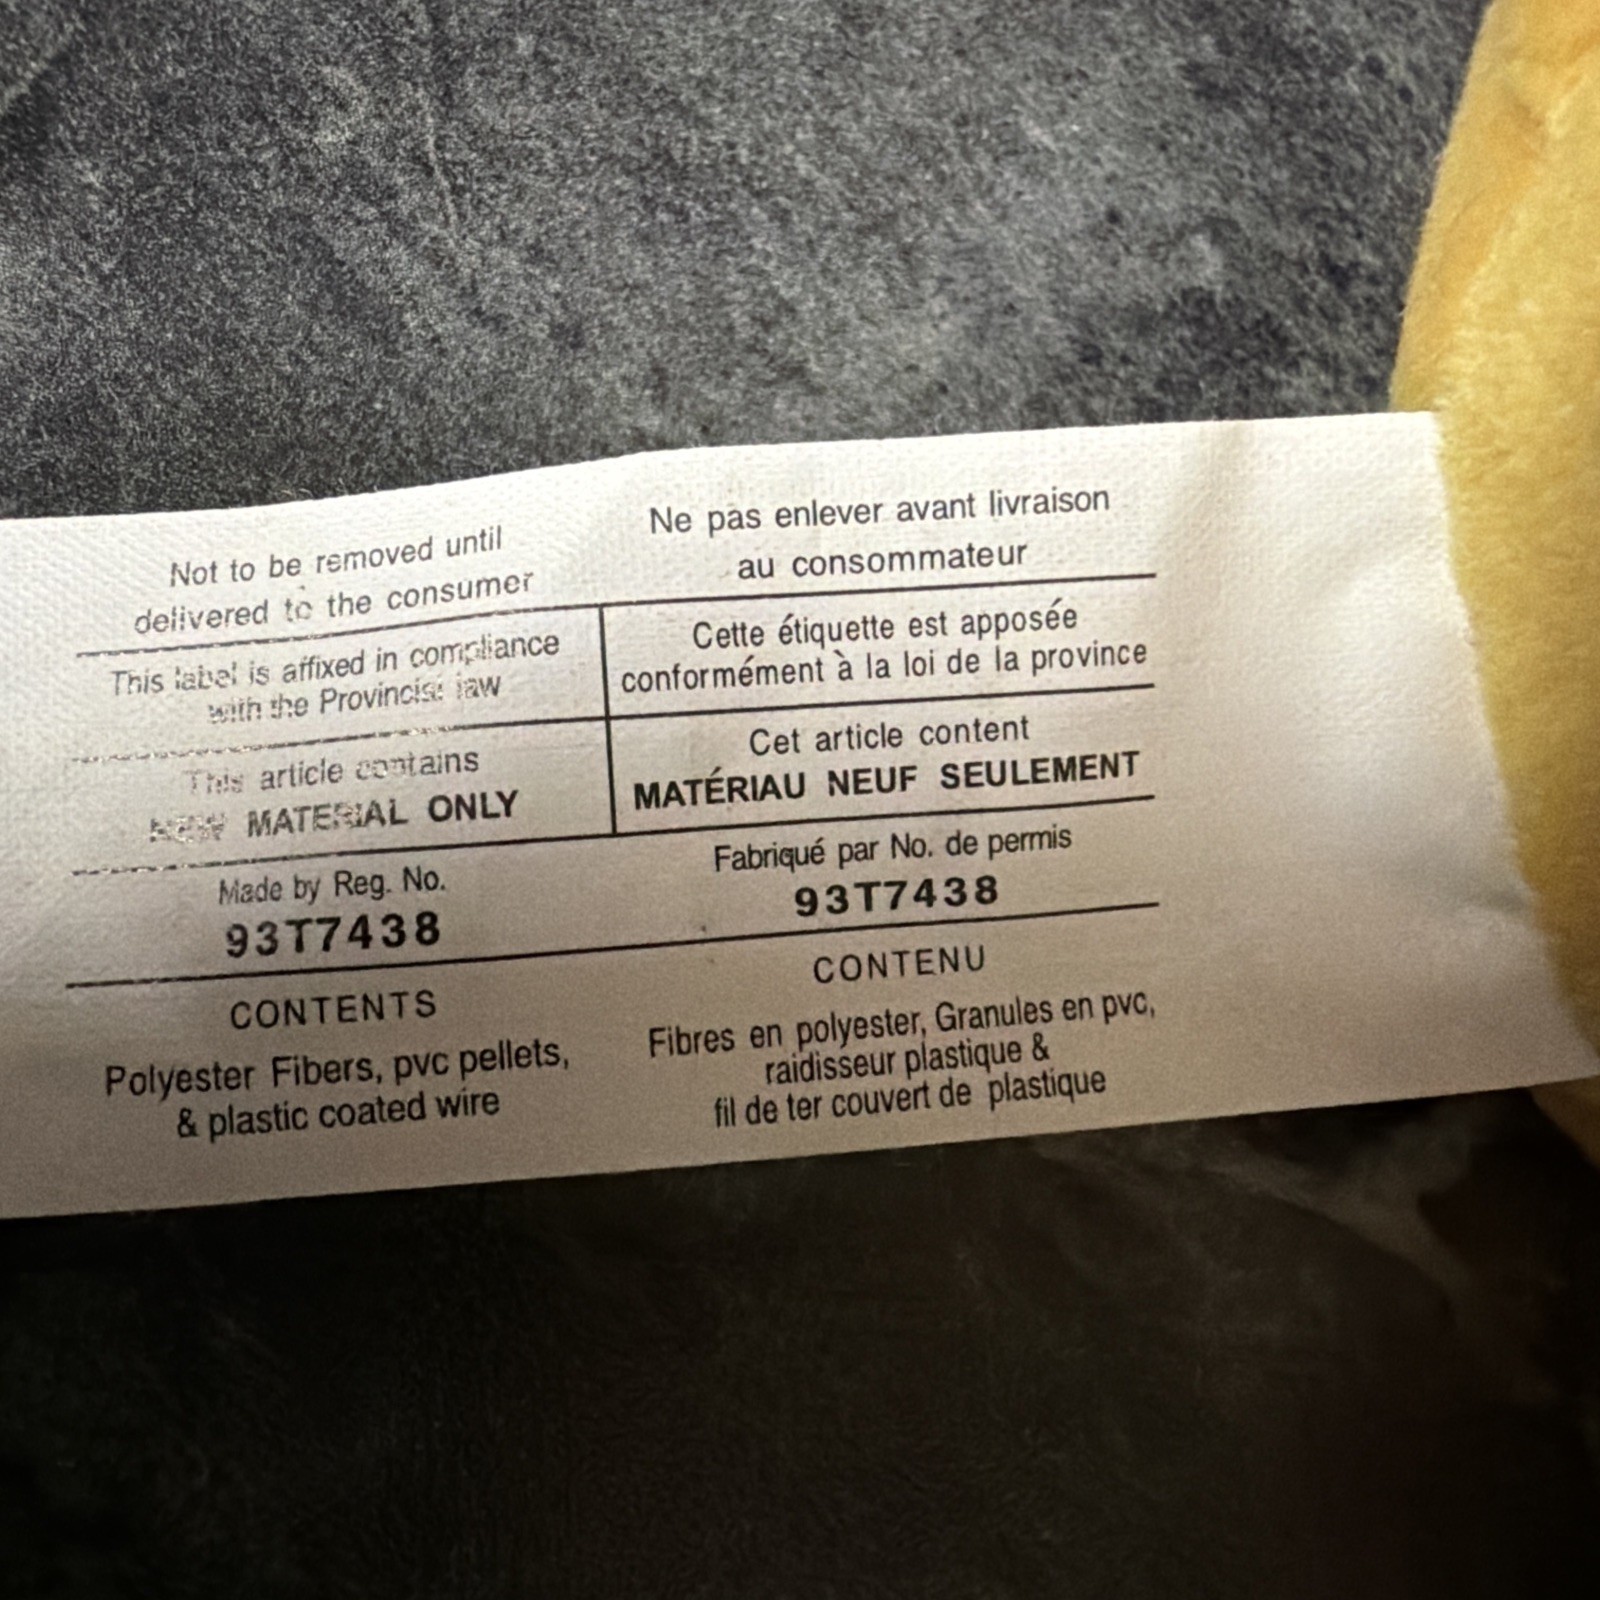 Not to be removed until
delivered to the consumer
Ne pas enlever avant livraison
au consommateur
This label is affixed in compliance
with the Provincial law
Cette étiquette est apposée
conformément à la loi de la province
This article contains
NEW MATERIAL ONLY
Cet article content
MATÉRIAU NEUF SEULEMENT
Made by Reg. No.
93T7438
Fabriqué par No. de permis
93T7438
CONTENTS
Polyester Fibers, pvc pellets,
& plastic coated wire
CONTENU
Fibres en polyester, Granules en pvc,
raidisseur plastique &
fil de ter couvert de plastique